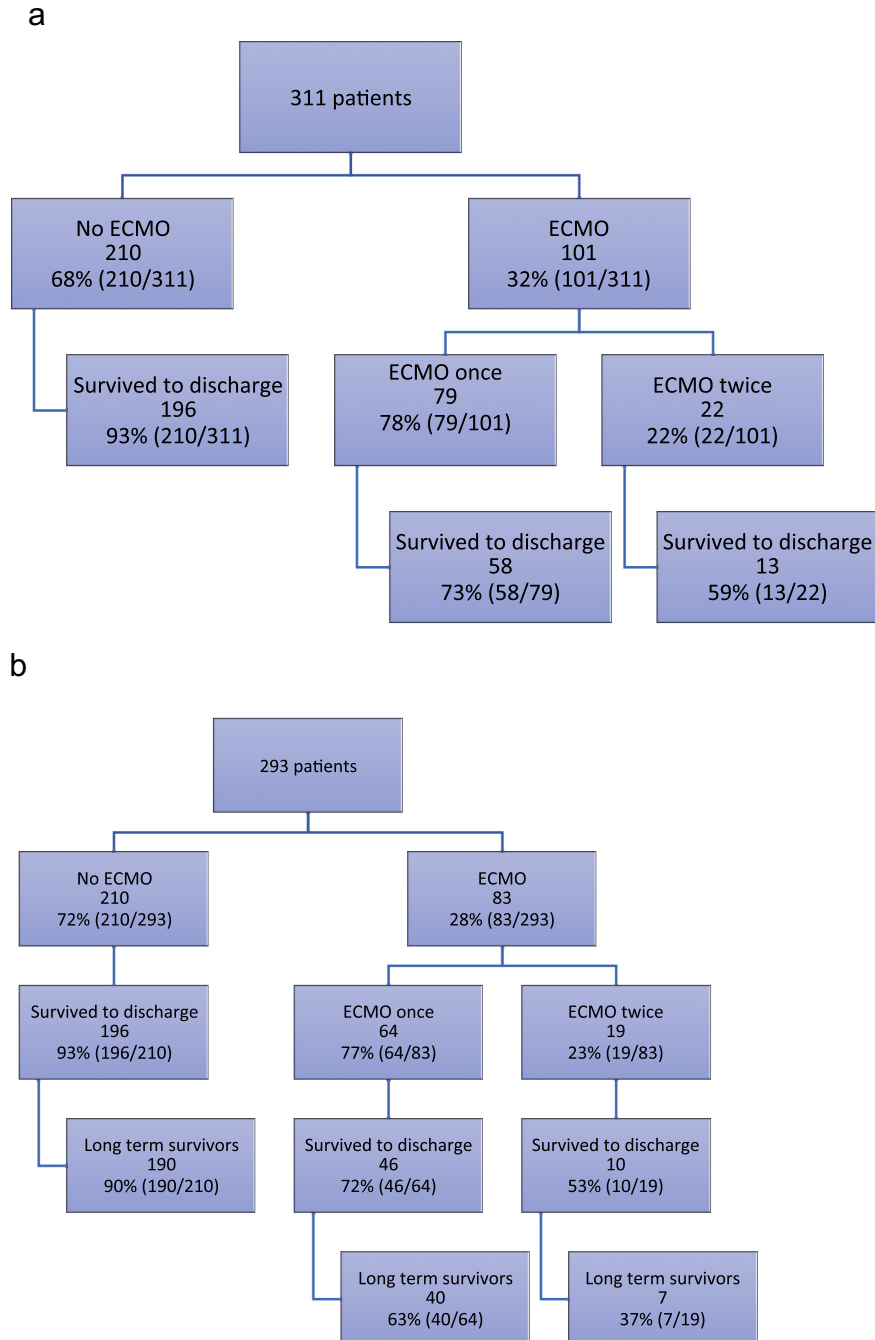 a
311 patients
No ECMO
210
68% (210/311)
ECMO
101
32% (101/311)
Survived to discharge
196
93% (210/311)
ECMO once
79
78% (79/101)
ECMO twice
22
22% (22/101)
Survived to discharge
58
73% (58/79)
Survived to discharge
13
59% (13/22)
b
293 patients
No ECMO
210
72% (210/293)
ECMO
83
28% (83/293)
Survived to discharge
196
93% (196/210)
ECMO once
64
77% (64/83)
ECMO twice
19
23% (19/83)
Long term survivors
190
90% (190/210)
Survived to discharge
46
72% (46/64)
Survived to discharge
10
53% (10/19)
Long term survivors
40
63% (40/64)
Long term survivors
7
37% (7/19)